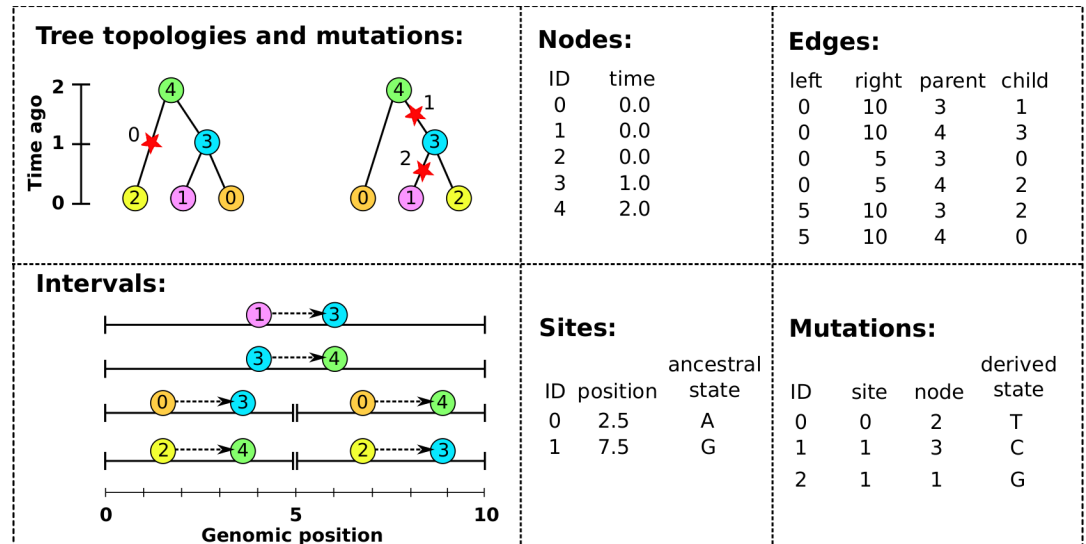 Tree topologies and mutations:
2
1
0
Time ago
4
0
3
2 1 0
4
1
3
2
0 1 2
Nodes:
ID time
0 0.0
1 0.0
2 0.0
3 1.0
4 2.0
Edges:
left right parent child
0 10 3 1
0 10 4 3
0 5 3 0
0 5 4 2
5 10 3 2
5 10 4 0
Intervals:
1 3
3 4
0 3 0 4
2 4 2 3
0 5 10
Genomic position
Sites:
ancestral
ID position state
0 2.5 A
1 7.5 G
Mutations:
derived
ID site node state
0 0 2 T
1 1 3 C
2 1 1 G